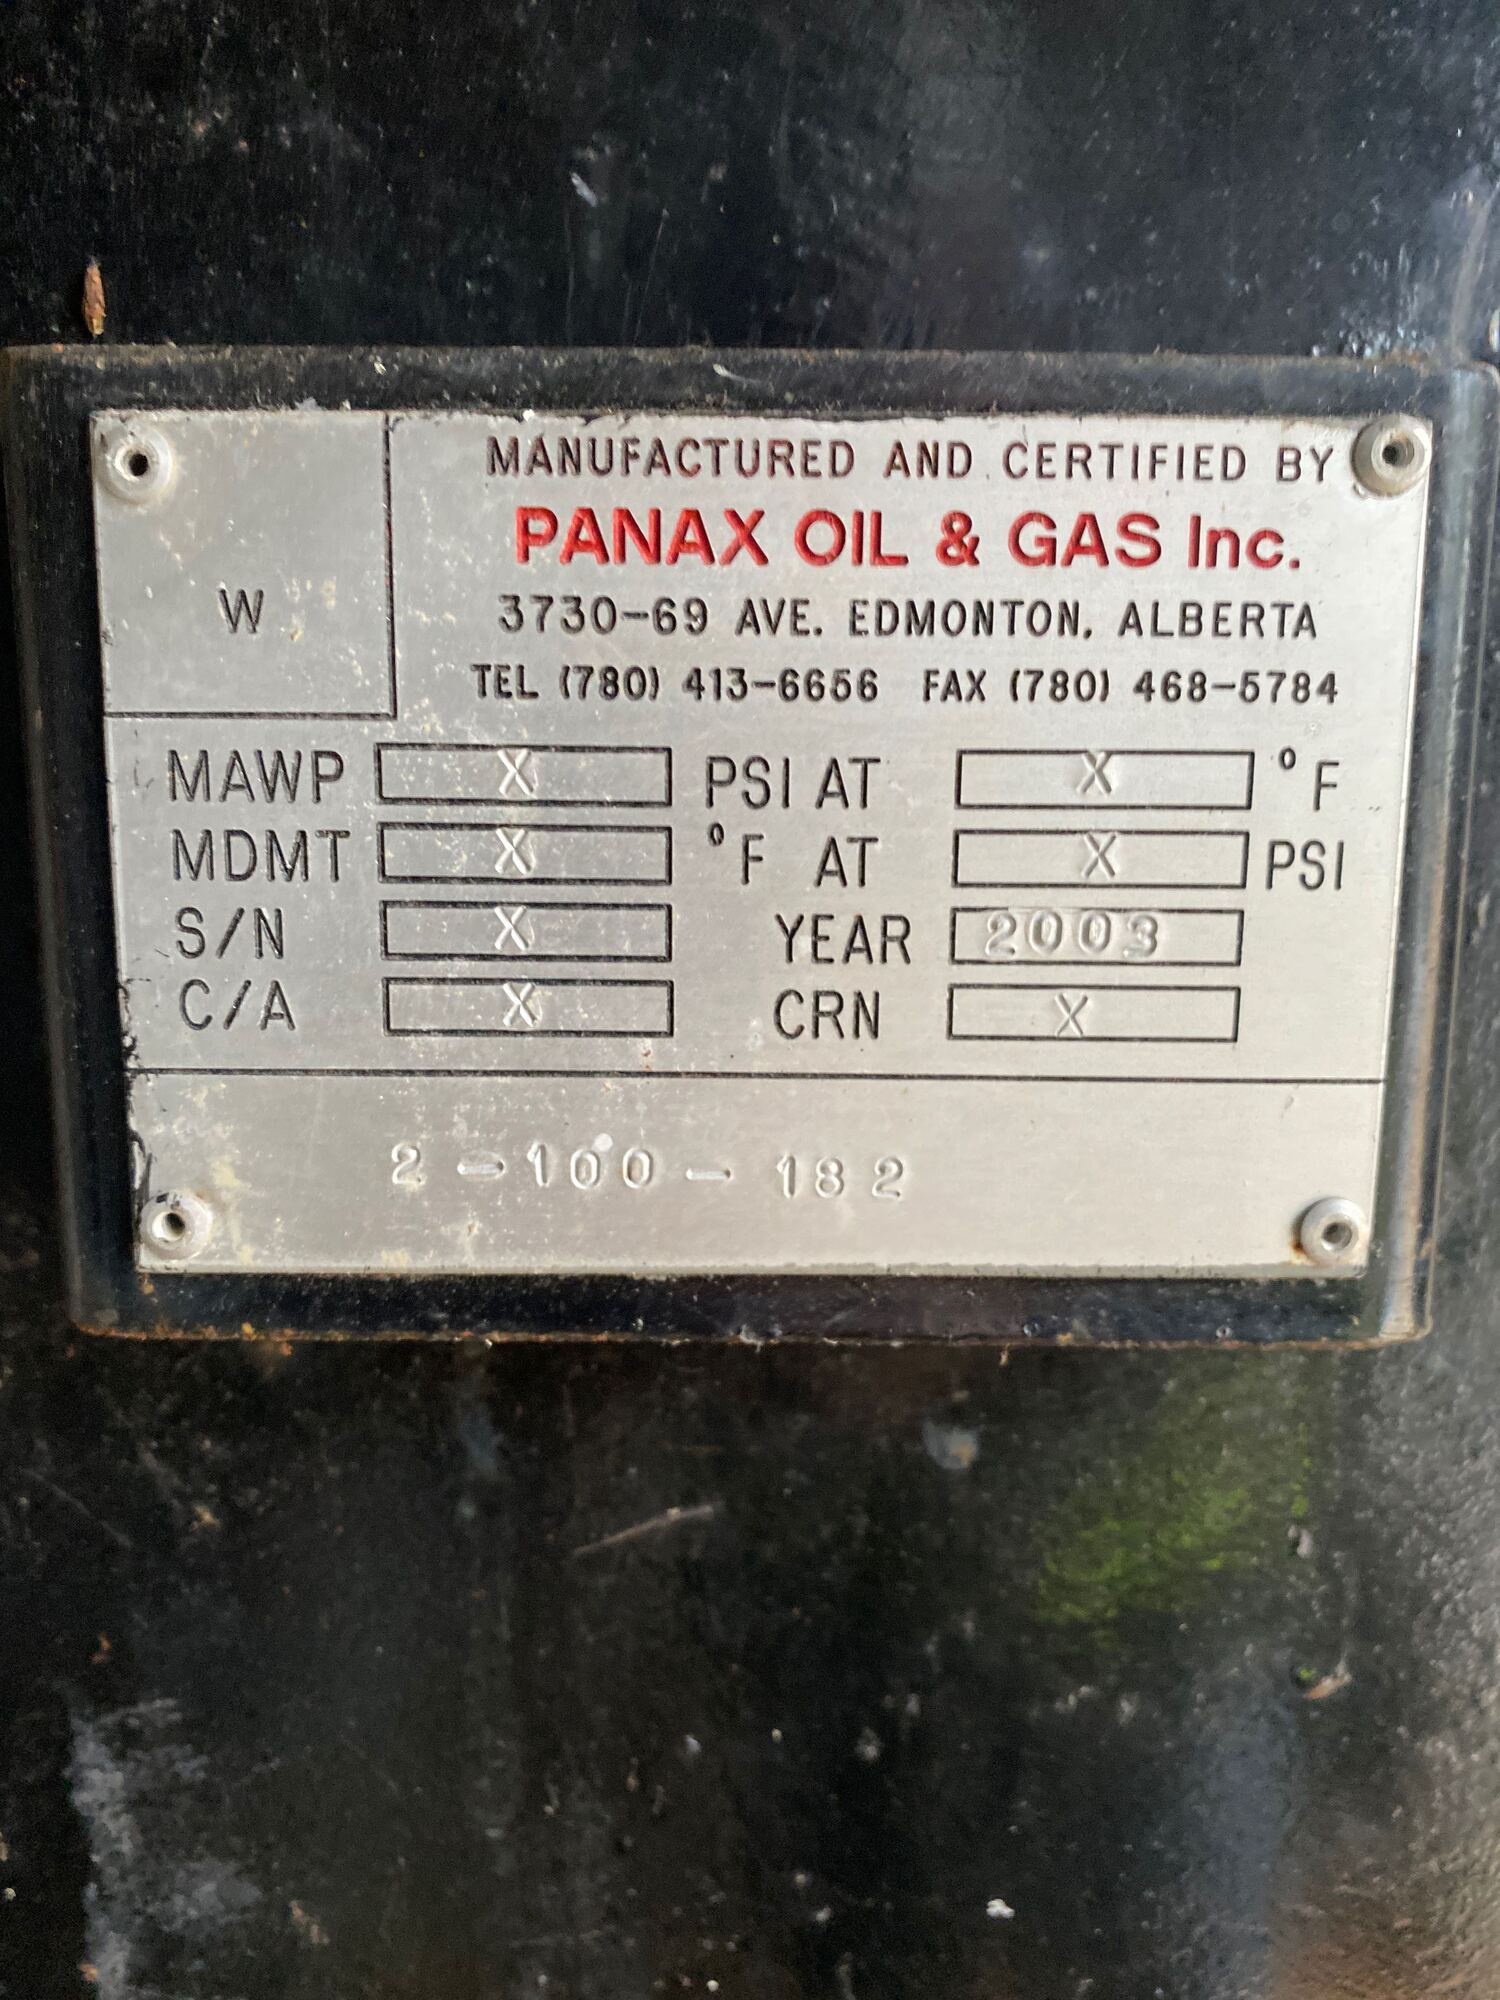 MANUFACTURED AND CERTIFIED BY
PANAX OIL & GAS Inc.
W
3730-69 AVE. EDMONTON, ALBERTA
TEL (780) 413-6656 FAX (780) 468-5784
MAWP X PSI AT X °F
MDMT X °F AT X PSI
S/N X YEAR 2003
C/A X CRN X
2-100-182